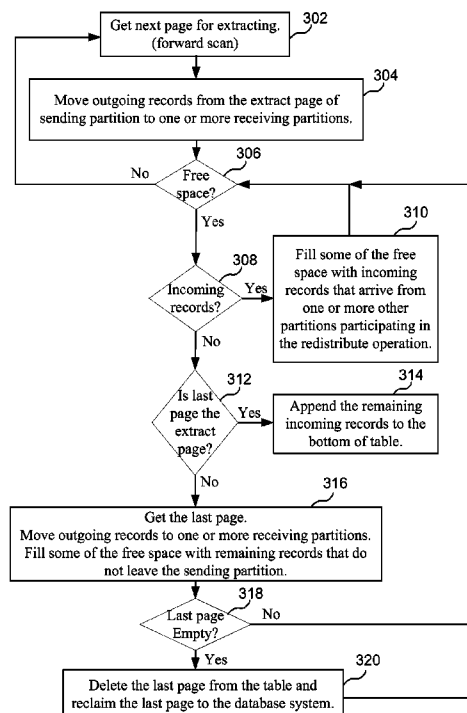 Get next page for extracting.
(forward scan)
302
304
Move outgoing records from the extract page of
sending partition to one or more receiving partitions.
306
No
Free
space?
Yes
310
308
Incoming
records?
Yes
Fill some of the free
space with incoming
records that arrive from
one or more other
partitions participating in
the redistribute operation.
No
312
Is last
page the
extract
page?
Yes
314
Append the remaining
incoming records to the
bottom of table.
No
316
Get the last page.
Move outgoing records to one or more receiving partitions.
Fill some of the free space with remaining records that do
not leave the sending partition.
318
Last page
Empty?
No
Yes
320
Delete the last page from the table and
reclaim the last page to the database system.